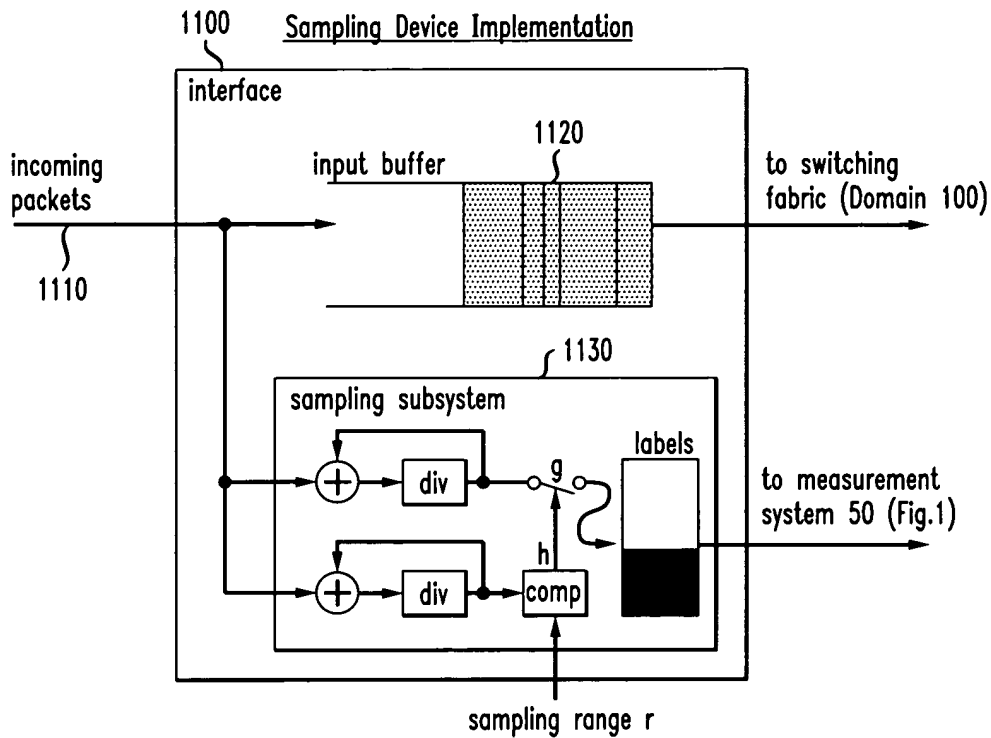 Sampling Device Implementation
1100
interface
1120
incoming
packets
input buffer
to switching
fabric (Domain 100)
1110
1130
sampling subsystem
labels
+
div
g
to measurement
system 50 (Fig.1)
h
+
div
comp
sampling range r